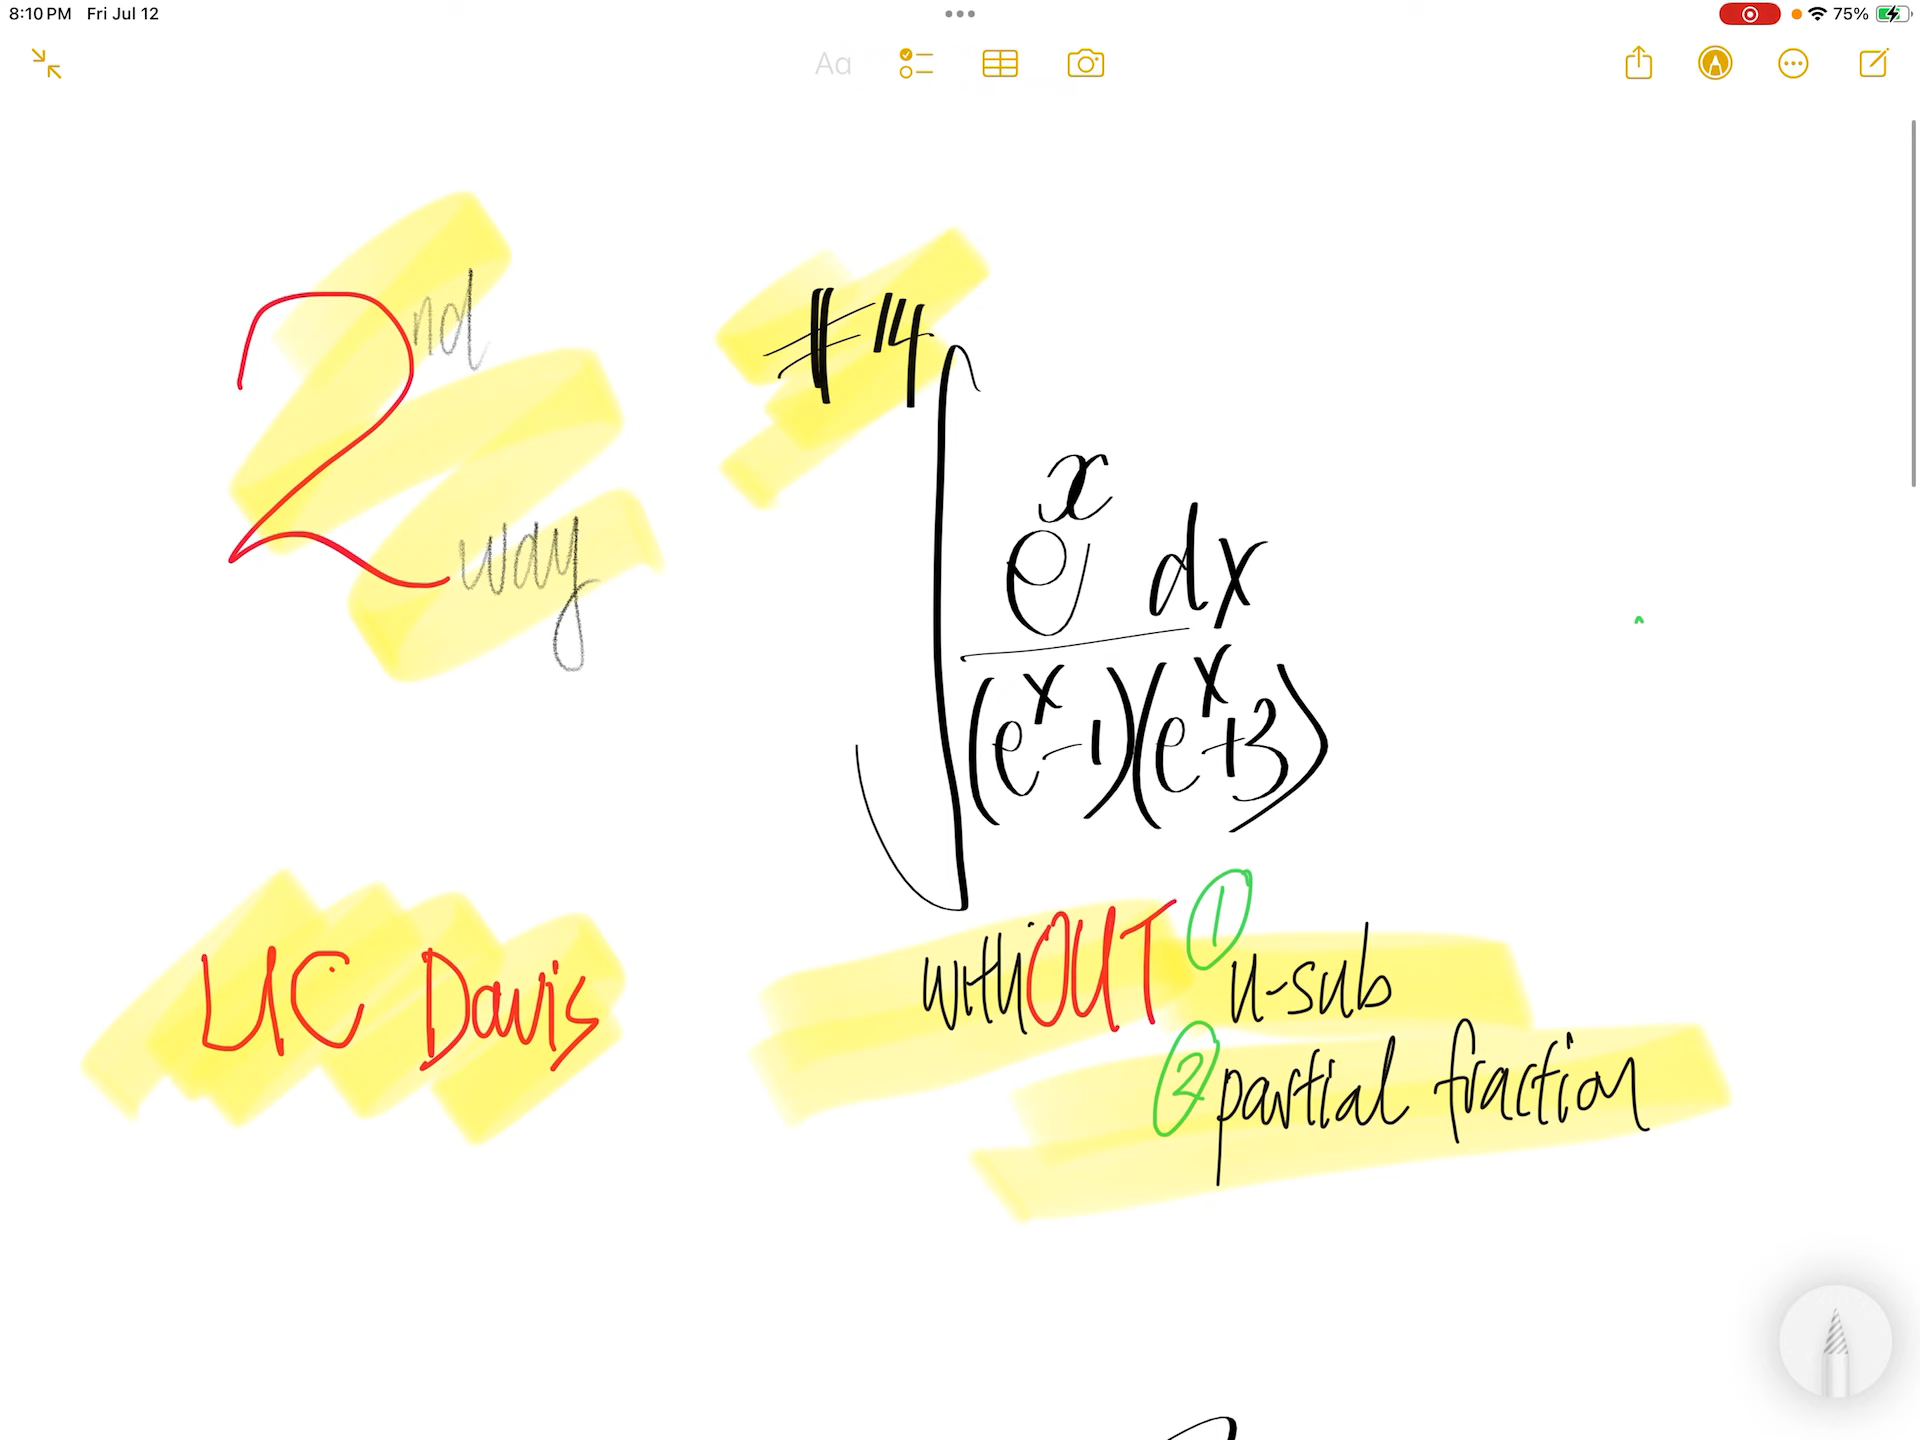 8:10 PM Fri Jul 12
75%
Aa
2nd
way
#14
∫ e^x dx
(e^x-1)(e^x+3)
UC Davis
withOUT ① u-sub
② partial fraction